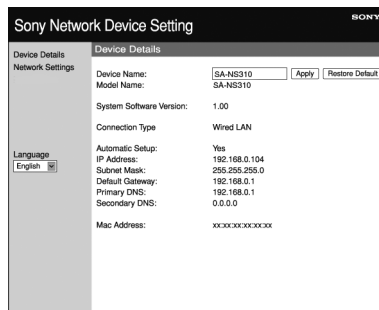 Sony Network Device Setting
SONY
Device Details
Network Settings
Language
English
Device Details
Device Name: SA-NS310 Apply Restore Default
Model Name: SA-NS310
System Software Version: 1.00
Connection Type Wired LAN
Automatic Setup: Yes
IP Address: 192.168.0.104
Subnet Mask: 255.255.255.0
Default Gateway: 192.168.0.1
Primary DNS: 192.168.0.1
Secondary DNS: 0.0.0.0
Mac Address: xx:xx:xx:xx:xx:xx